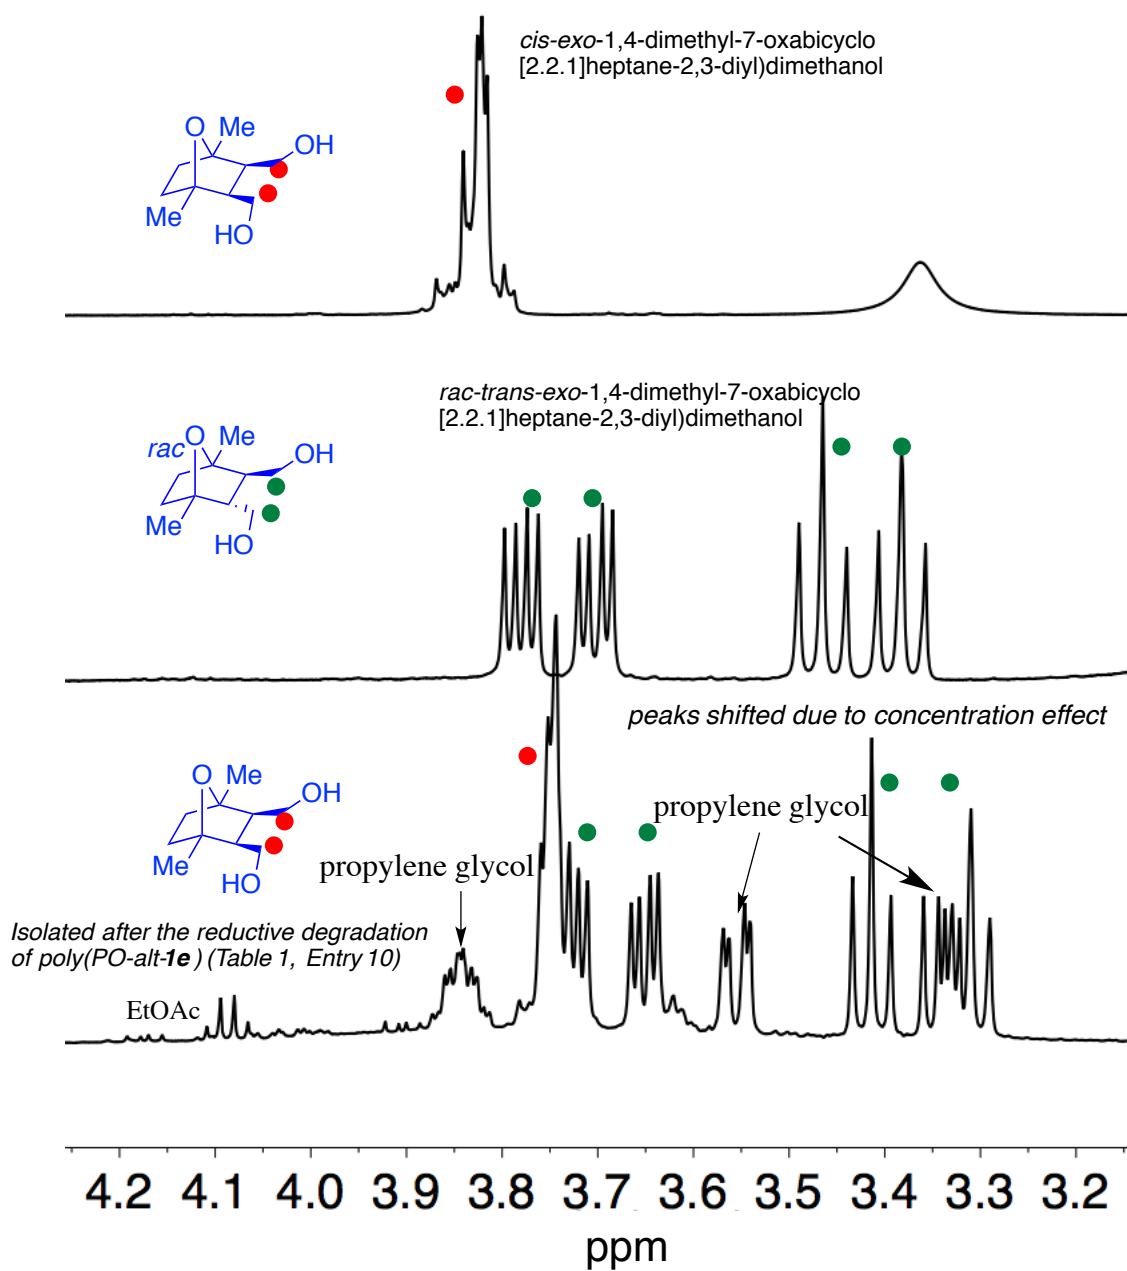 cis-exo-1,4-dimethyl-7-oxabicyclo
[2.2.1]heptane-2,3-diyl)dimethanol
O Me
OH
Me
HO
rac-trans-exo-1,4-dimethyl-7-oxabicyclo
[2.2.1]heptane-2,3-diyl)dimethanol
rac O Me
OH
Me
HO
peaks shifted due to concentration effect
O Me
OH
Me
HO
propylene glycol
propylene glycol
Isolated after the reductive degradation
of poly(PO-alt-1e) (Table 1, Entry 10)
EtOAc
4.2 4.1 4.0 3.9 3.8 3.7 3.6 3.5 3.4 3.3 3.2
ppm